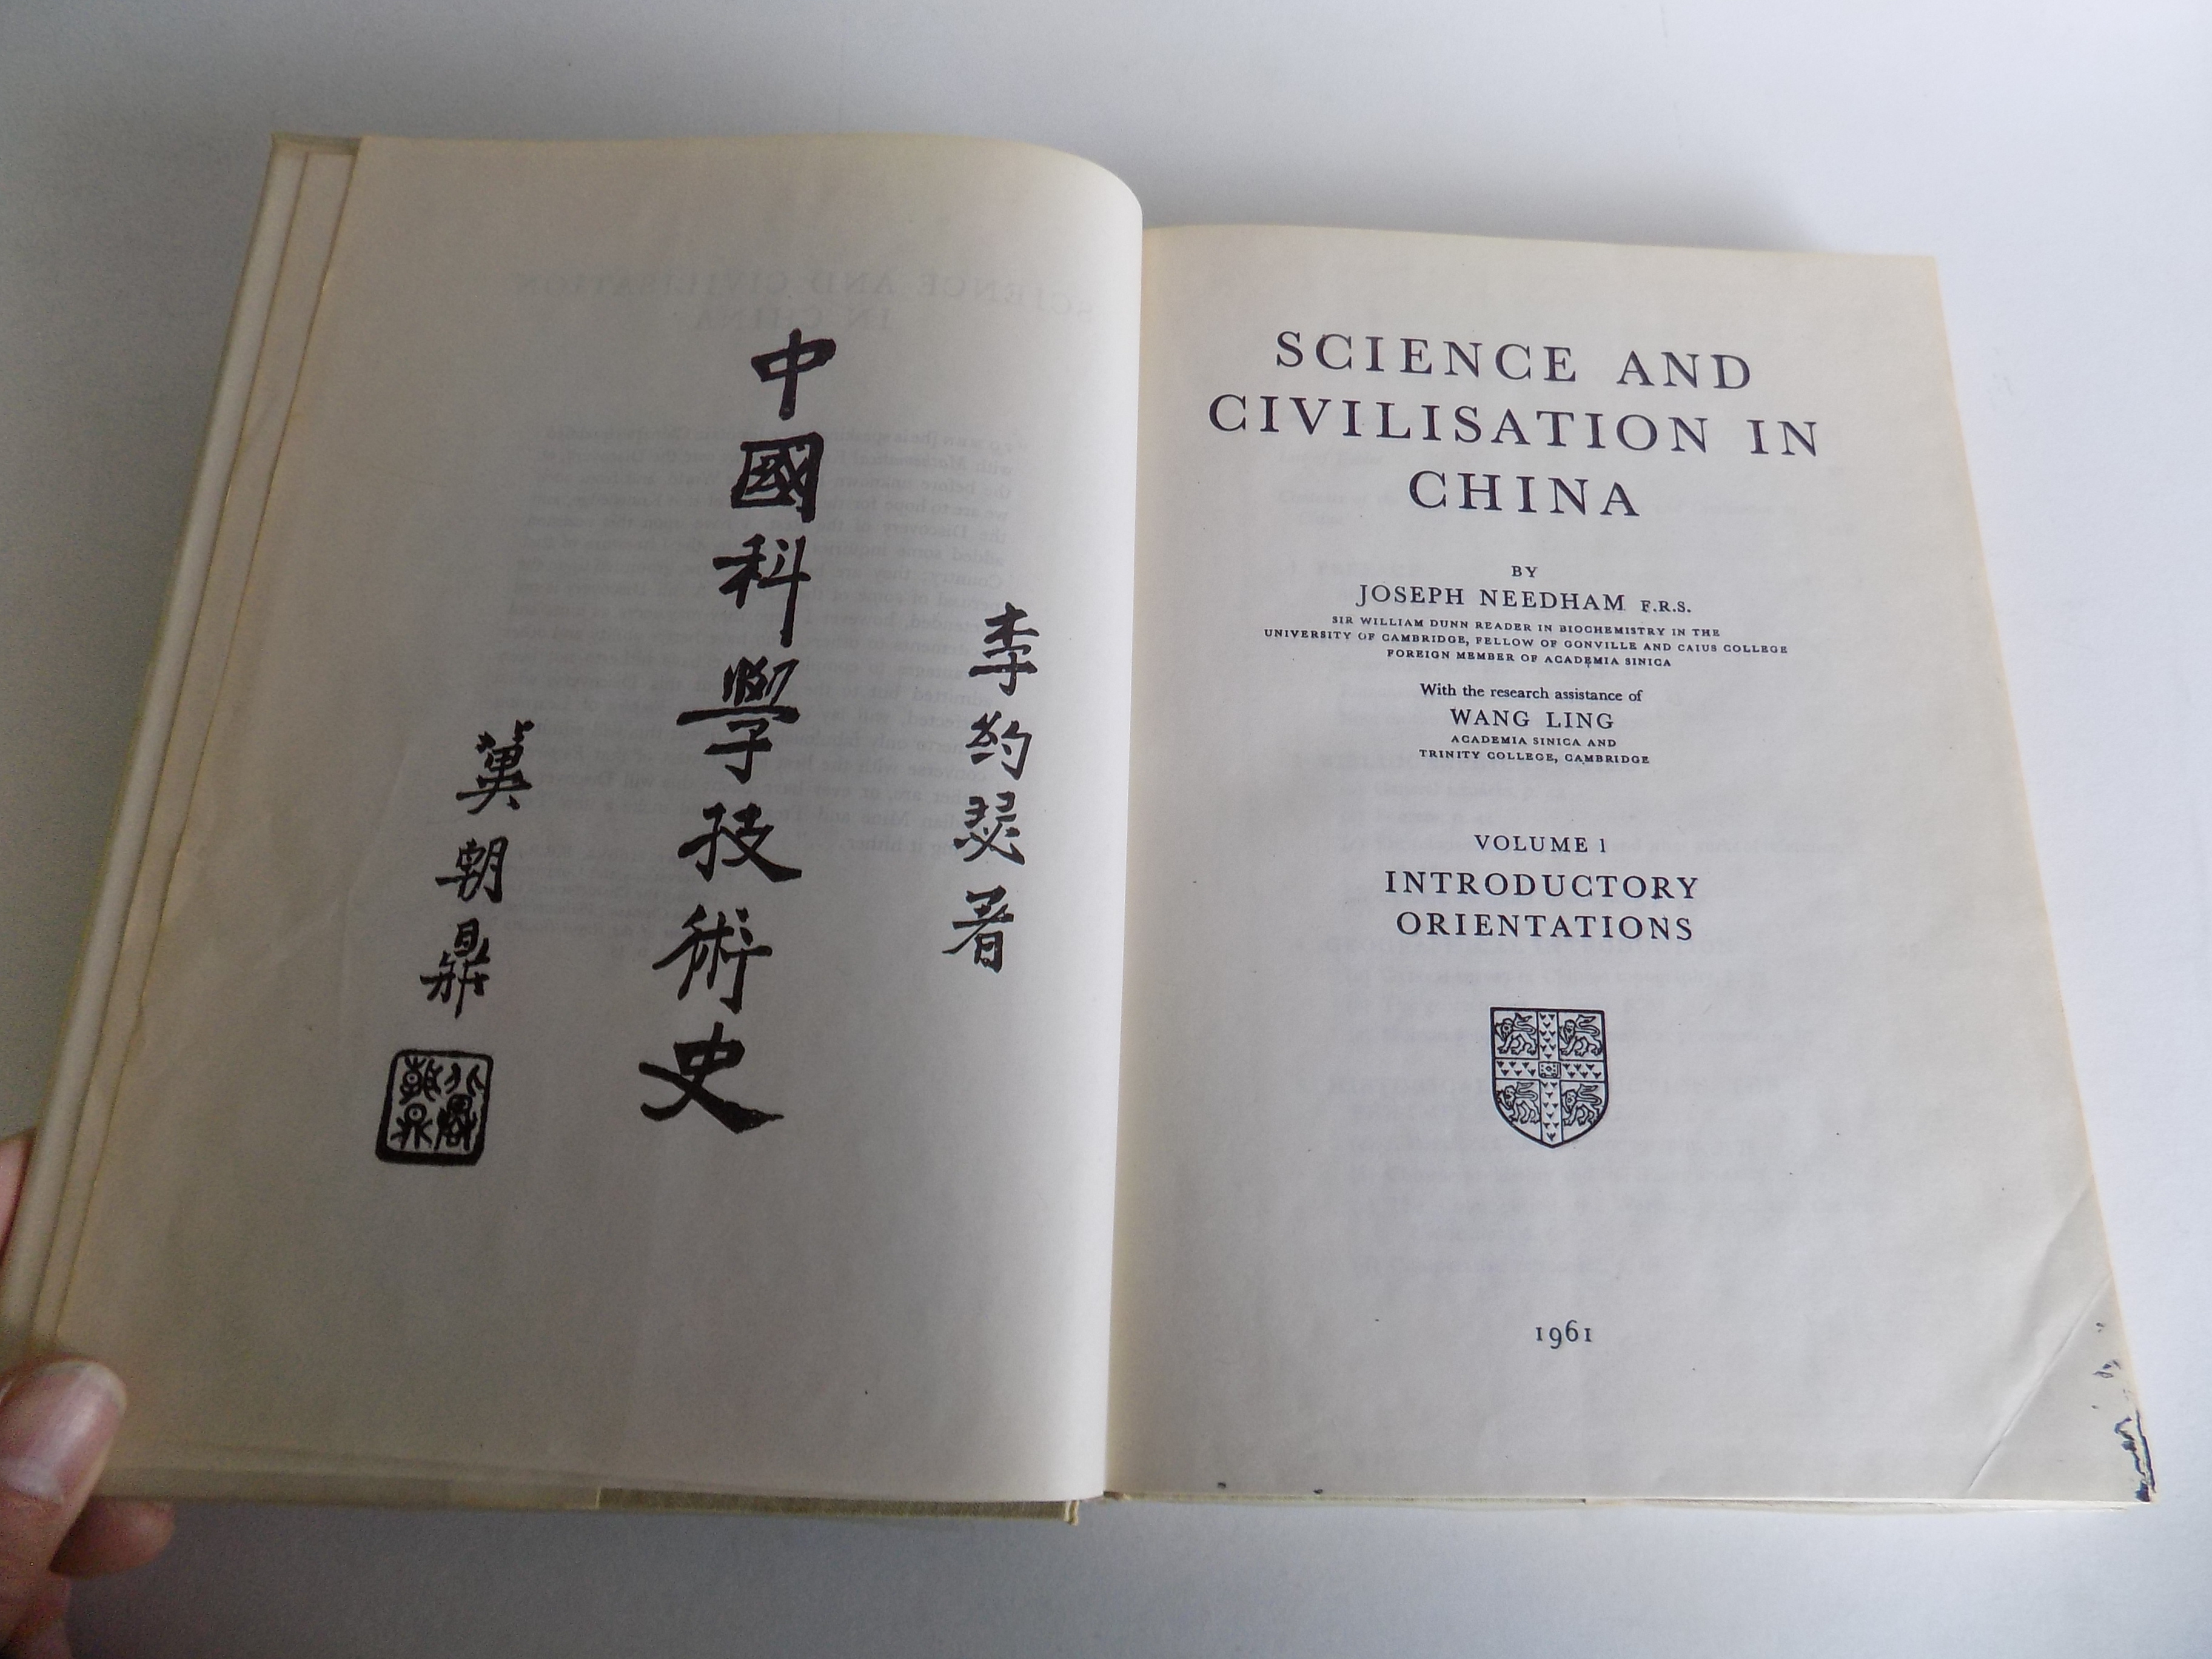 中國科學技術史
李約瑟著
冀朝鼎
SCIENCE AND
CIVILISATION IN
CHINA
BY
JOSEPH NEEDHAM F.R.S.
SIR WILLIAM DUNN READER IN BIOCHEMISTRY IN THE
UNIVERSITY OF CAMBRIDGE, FELLOW OF GONVILLE AND CAIUS COLLEGE
FOREIGN MEMBER OF ACADEMIA SINICA
With the research assistance of
WANG LING
ACADEMIA SINICA AND
TRINITY COLLEGE, CAMBRIDGE
VOLUME 1
INTRODUCTORY
ORIENTATIONS
1961